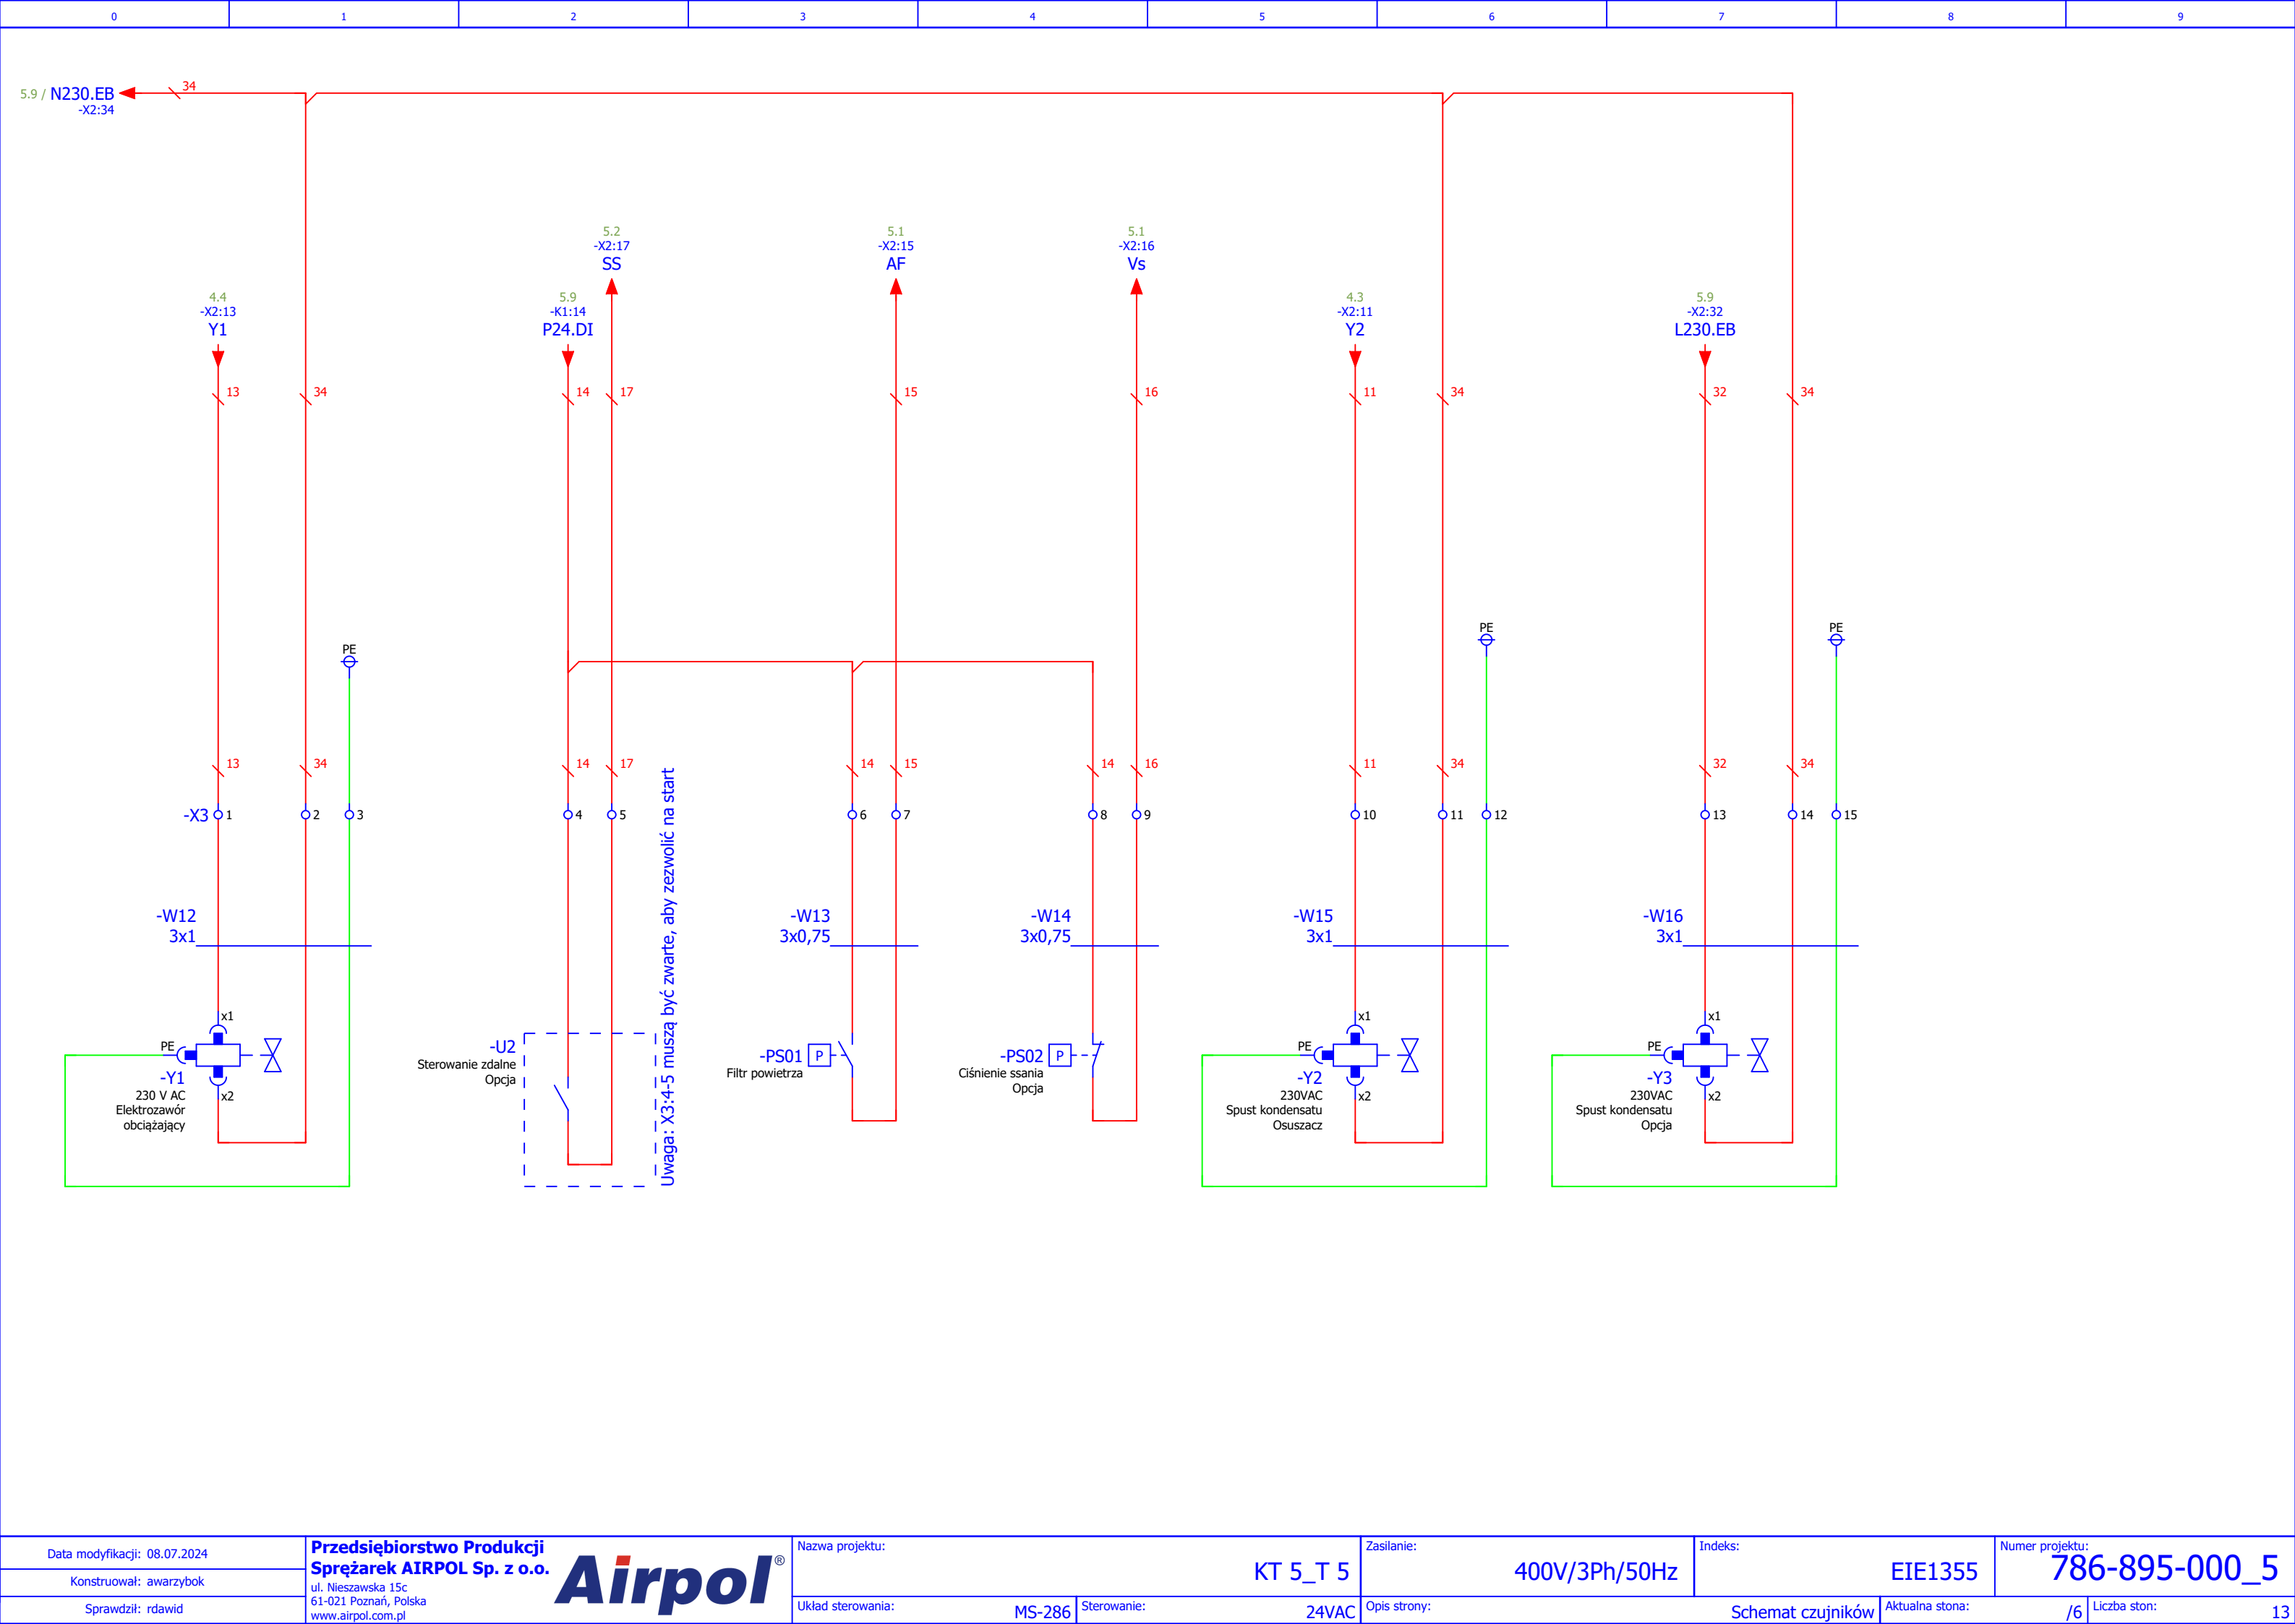 0 1 2 3 4 5 6 7 8 9
5.9 / N230.EB
-X2:34
34
5.2
-X2:17
SS
5.1
-X2:15
AF
5.1
-X2:16
Vs
4.4
-X2:13
Y1
5.9
-K1:14
P24.DI
4.3
-X2:11
Y2
5.9
-X2:32
L230.EB
13 34 14 17 15 16 11 34 32 34
PE PE PE
13 34 14 17 14 15 14 16 11 34 32 34
-X3 1 2 3 4 5 6 7 8 9 10 11 12 13 14 15
Uwaga: X3:4-5 muszą być zwarte, aby zezwolić na start
-W12
3x1
-W13
3x0,75
-W14
3x0,75
-W15
3x1
-W16
3x1
x1
PE
-Y1
x2
230 V AC
Elektrozawór
obciążający
-U2
Sterowanie zdalne
Opcja
-PS01 P
Filtr powietrza
-PS02 P
Ciśnienie ssania
Opcja
x1
PE
-Y2
x2
230VAC
Spust kondensatu
Osuszacz
x1
PE
-Y3
x2
230VAC
Spust kondensatu
Opcja
Data modyfikacji: 08.07.2024
Konstruował: awarzybok
Sprawdził: rdawid
Przedsiębiorstwo Produkcji
Sprężarek AIRPOL Sp. z o.o.
ul. Nieszawska 15c
61-021 Poznań, Polska
www.airpol.com.pl
Airpol®
Nazwa projektu:
KT 5_T 5
Układ sterowania: MS-286
Sterowanie: 24VAC
Zasilanie:
400V/3Ph/50Hz
Opis strony: Schemat czujników
Indeks:
EIE1355
Numer projektu:
786-895-000_5
Aktualna stona: /6
Liczba ston: 13